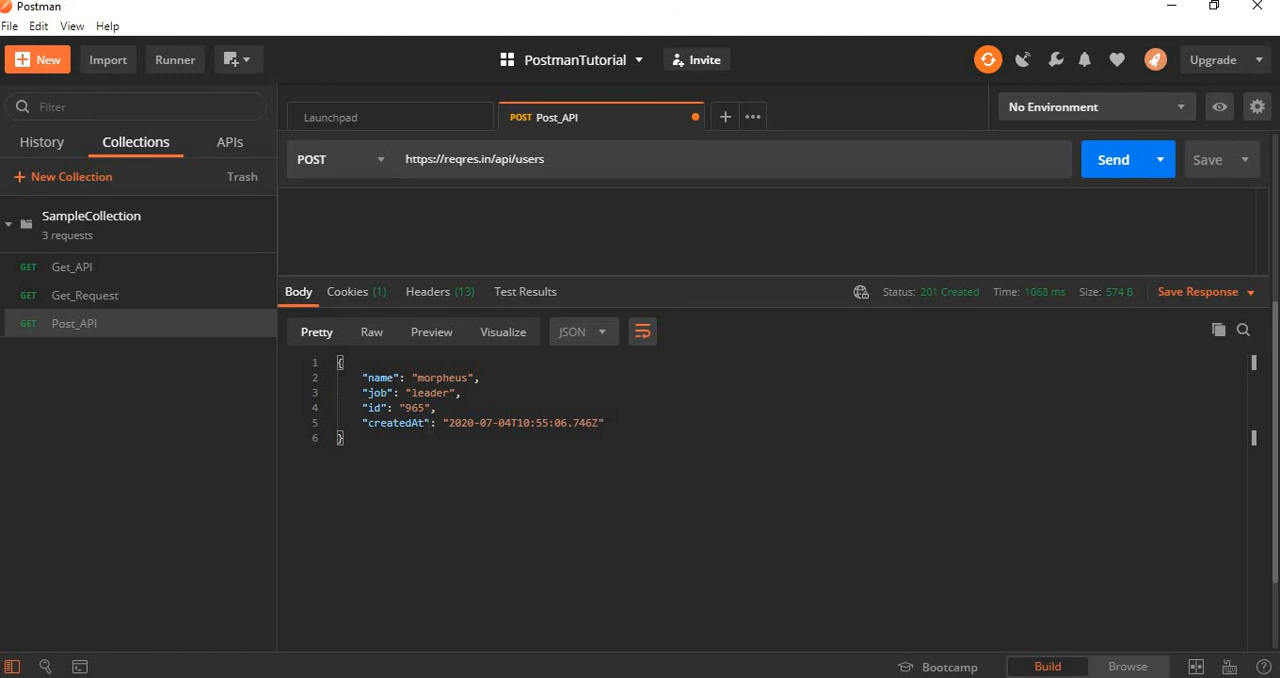 Postman
File Edit View Help
New Import Runner PostmanTutorial Invite Upgrade
Filter
History Collections APIs
New Collection Trash
SampleCollection
3 requests
GET Get_API
GET Get_Request
GET Post_API
Launchpad POST Post_API No Environment
POST https://reqres.in/api/users Send Save
Body Cookies (1) Headers (13) Test Results Status: 201 Created Time: 1068 ms Size: 574 B Save Response
Pretty Raw Preview Visualize JSON
1 {
2 "name": "morpheus",
3 "job": "leader",
4 "id": "965",
5 "createdAt": "2020-07-04T10:55:06.746Z"
6 }
Bootcamp Build Browse